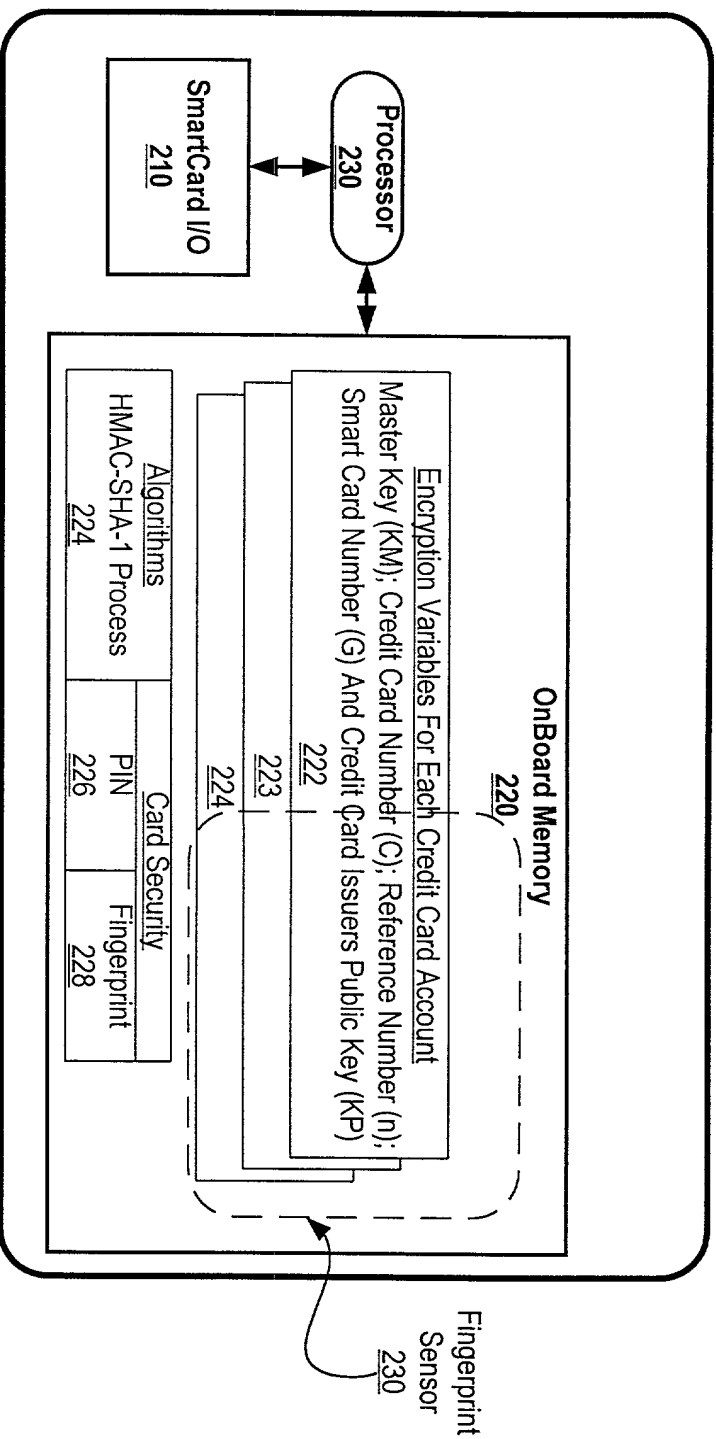 OnBoard Memory
220
Processor
230
SmartCard I/O
210
Encryption Variables For Each Credit Card Account
Master Key (KM); Credit Card Number (C); Reference Number (n);
Smart Card Number (G) And Credit Card Issuers Public Key (KP)
222
223
224
Algorithms
HMAC-SHA-1 Process
224
Card Security
PIN
226
Fingerprint
228
Fingerprint
Sensor
230